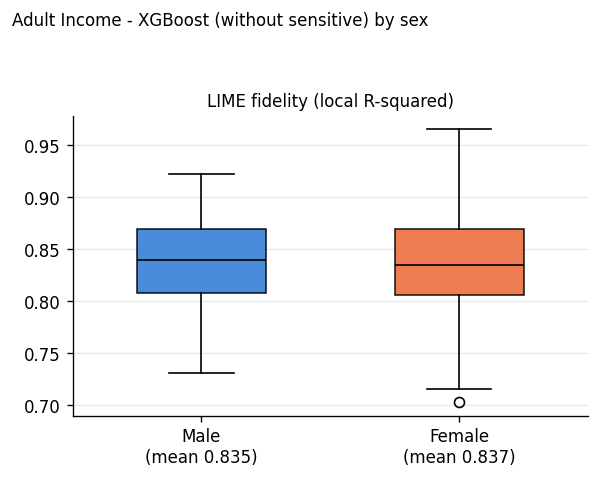 Adult Income - XGBoost (without sensitive) by sex
LIME fidelity (local R-squared)
0.95
0.90
0.85
0.80
0.75
0.70
Male
(mean 0.835)
Female
(mean 0.837)